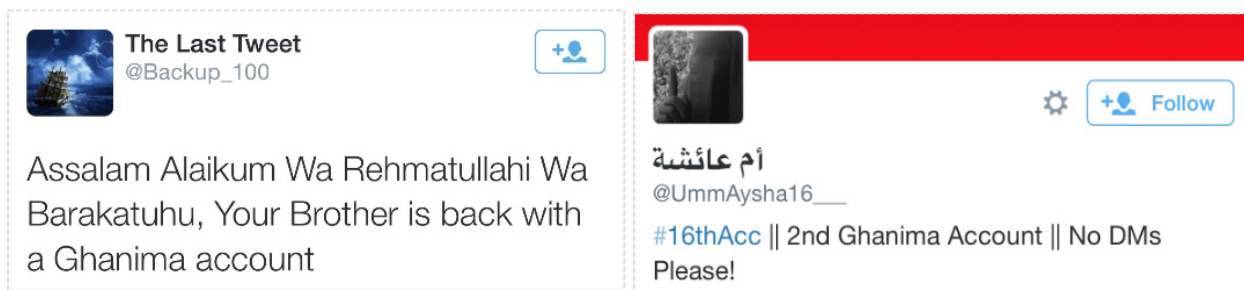 The Last Tweet
@Backup_100
Assalam Alaikum Wa Rehmatullahi Wa
Barakatuhu, Your Brother is back with
a Ghanima account
Follow
أم عائشة
@UmmAysha16___
#16thAcc || 2nd Ghanima Account || No DMs
Please!